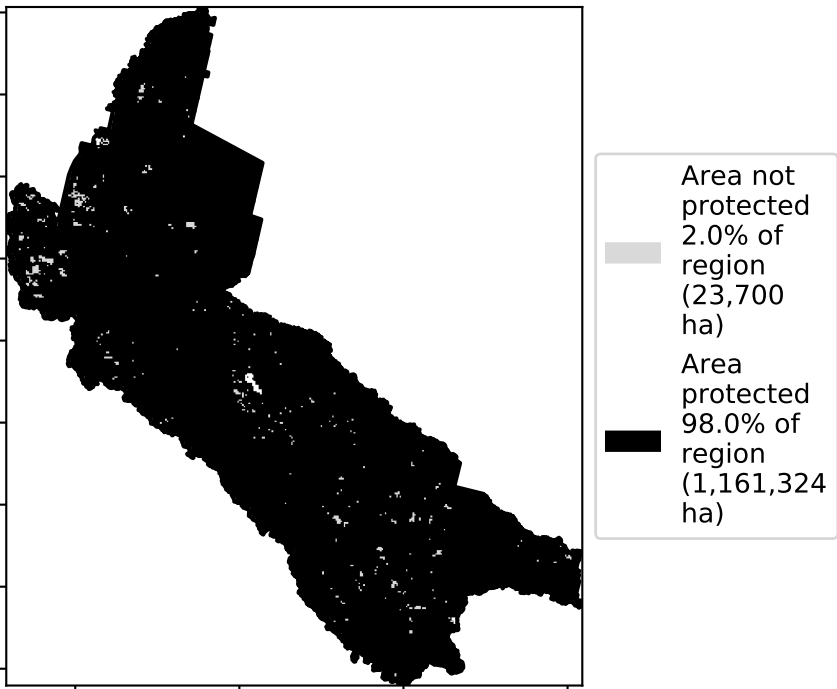 Area not
protected
2.0% of
region
(23,700
ha)
Area
protected
98.0% of
region
(1,161,324
ha)